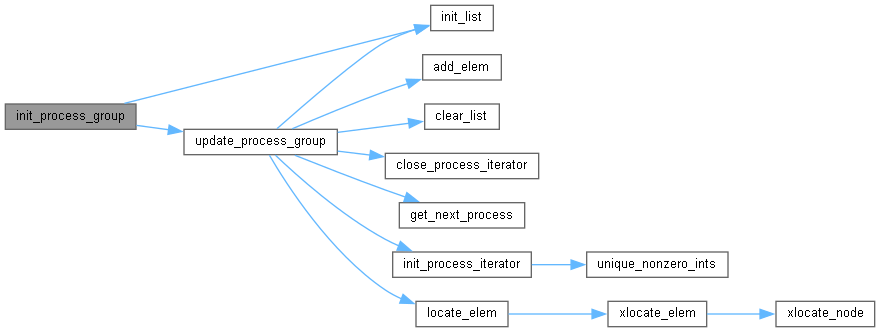 init_list
add_elem
init_process_group
clear_list
update_process_group
close_process_iterator
get_next_process
init_process_iterator
unique_nonzero_ints
locate_elem
xlocate_elem
xlocate_node